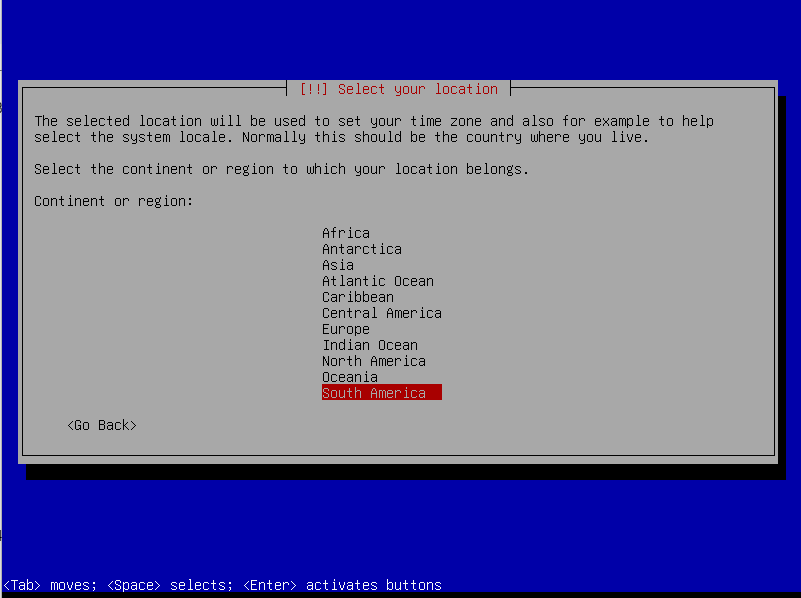 [!!] Select your location
The selected location will be used to set your time zone and also for example to help
select the system locale. Normally this should be the country where you live.
Select the continent or region to which your location belongs.
Continent or region:
Africa
Antarctica
Asia
Atlantic Ocean
Caribbean
Central America
Europe
Indian Ocean
North America
Oceania
South America
<Go Back>
<Tab> moves; <Space> selects; <Enter> activates buttons